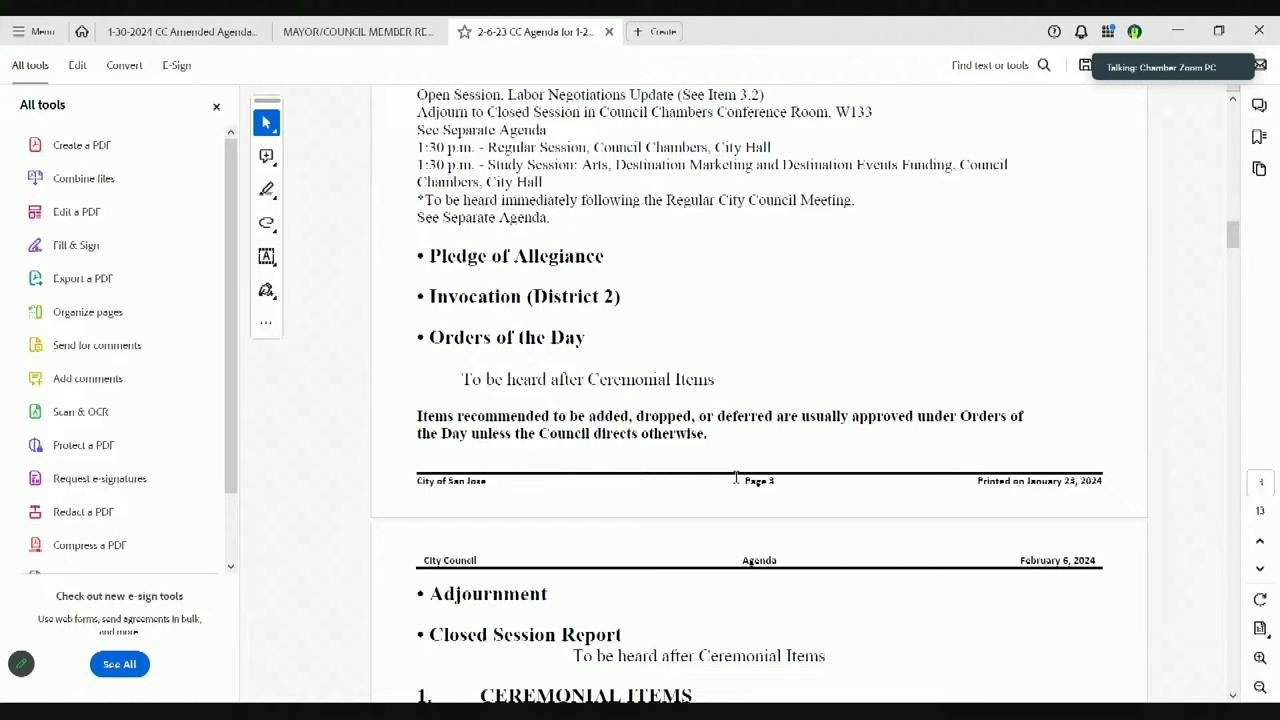 Menu
1-30-2024 CC Amended Agenda...
MAYOR/COUNCIL MEMBER RE...
2-6-23 CC Agenda for 1-2...
Create
Talking: Chamber Zoom PC
All tools
Edit
Convert
E-Sign
Find text or tools
All tools
Create a PDF
Combine files
Edit a PDF
Fill & Sign
Export a PDF
Organize pages
Send for comments
Add comments
Scan & OCR
Protect a PDF
Request e-signatures
Redact a PDF
Compress a PDF
Check out new e-sign tools
Use web forms, send agreements in bulk,
and more
See All
Open Session, Labor Negotiations Update (See Item 3.2)
Adjourn to Closed Session in Council Chambers Conference Room, W133
See Separate Agenda
1:30 p.m. - Regular Session, Council Chambers, City Hall
1:30 p.m. - Study Session: Arts, Destination Marketing and Destination Events Funding, Council
Chambers, City Hall
*To be heard immediately following the Regular City Council Meeting.
See Separate Agenda.
• Pledge of Allegiance
• Invocation (District 2)
• Orders of the Day
To be heard after Ceremonial Items
Items recommended to be added, dropped, or deferred are usually approved under Orders of
the Day unless the Council directs otherwise.
City of San Jose Page 3 Printed on January 23, 2024
City Council Agenda February 6, 2024
• Adjournment
• Closed Session Report
To be heard after Ceremonial Items
1. CEREMONIAL ITEMS
3
13